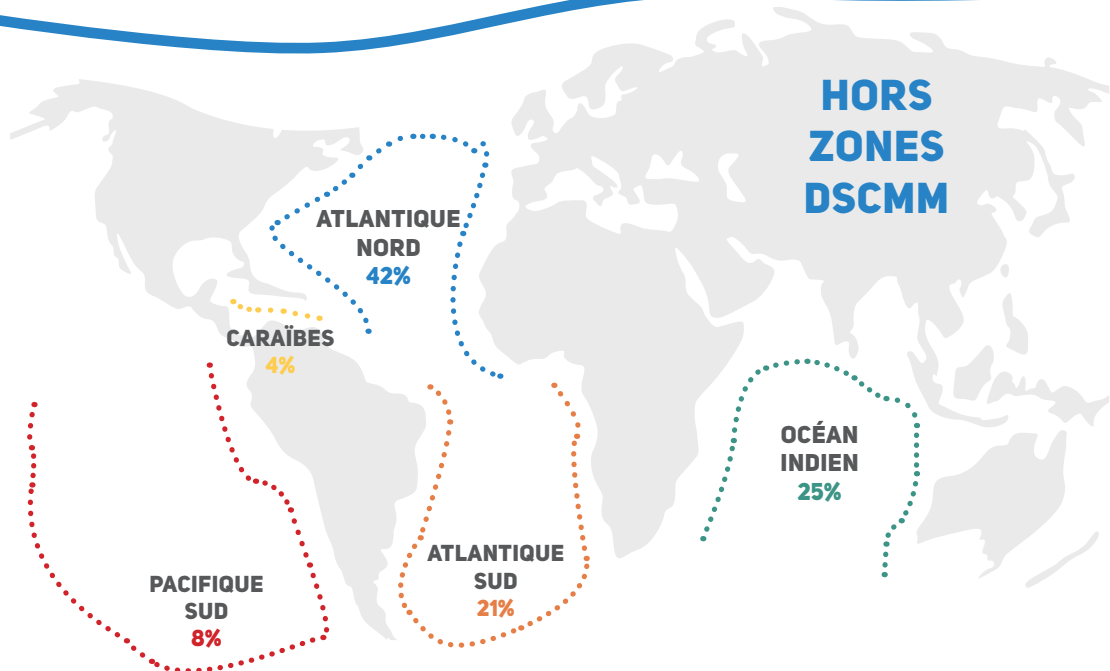 HORS
ZONES
DSCMM
ATLANTIQUE
NORD
42%
CARAÏBES
4%
OCÉAN
INDIEN
25%
ATLANTIQUE
SUD
21%
PACIFIQUE
SUD
8%